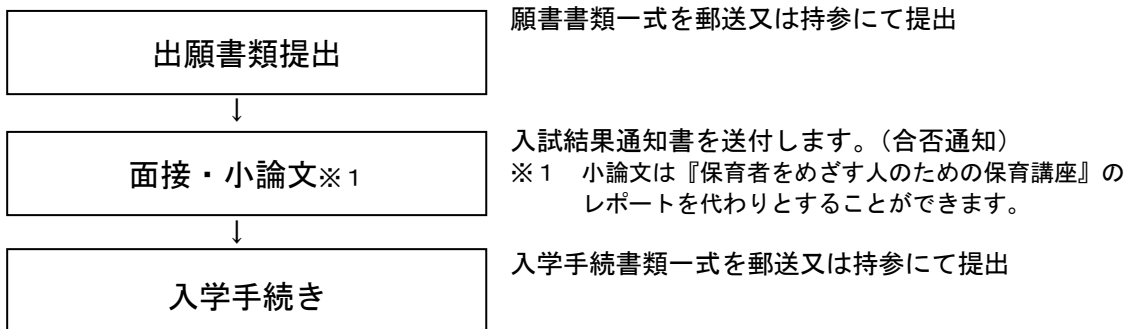 願書書類一式を郵送又は持参にて提出
出願書類提出
↓
入試結果通知書を送付します。（合否通知）
面接・小論文※１
※１　小論文は『保育者をめざす人のための保育講座』の
レポートを代わりとすることができます。
↓
入学手続書類一式を郵送又は持参にて提出
入学手続き